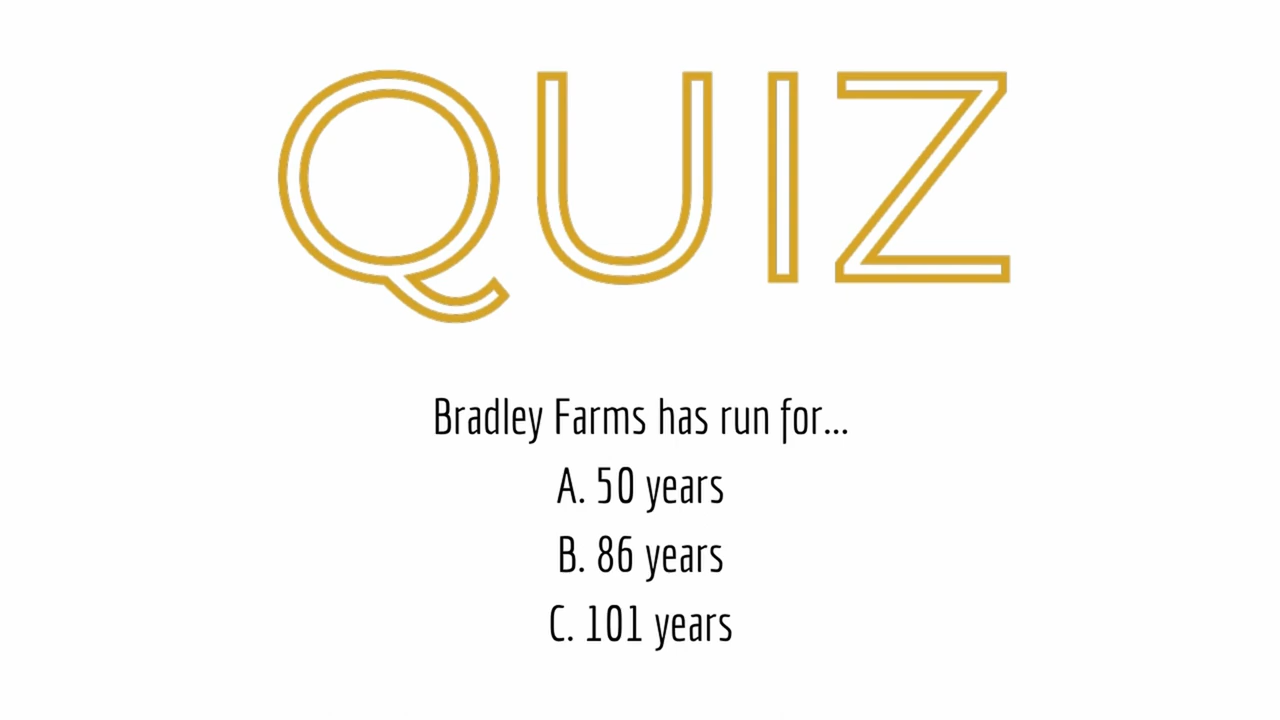 QUIZ
Bradley Farms has run for...
A. 50 years
B. 86 years
C. 101 years